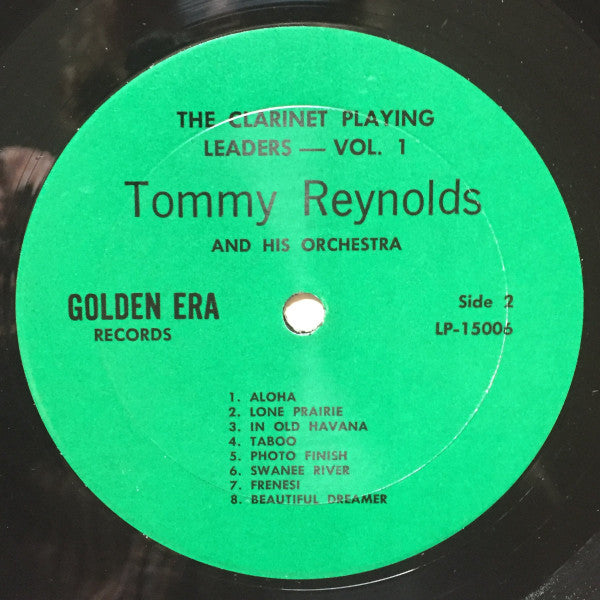 THE CLARINET PLAYING
LEADERS — VOL. 1
Tommy Reynolds
AND HIS ORCHESTRA
GOLDEN ERA
RECORDS
Side 2
LP-15006
1. ALOHA
2. LONE PRAIRIE
3. IN OLD HAVANA
4. TABOO
5. PHOTO FINISH
6. SWANEE RIVER
7. FRENESI
8. BEAUTIFUL DREAMER